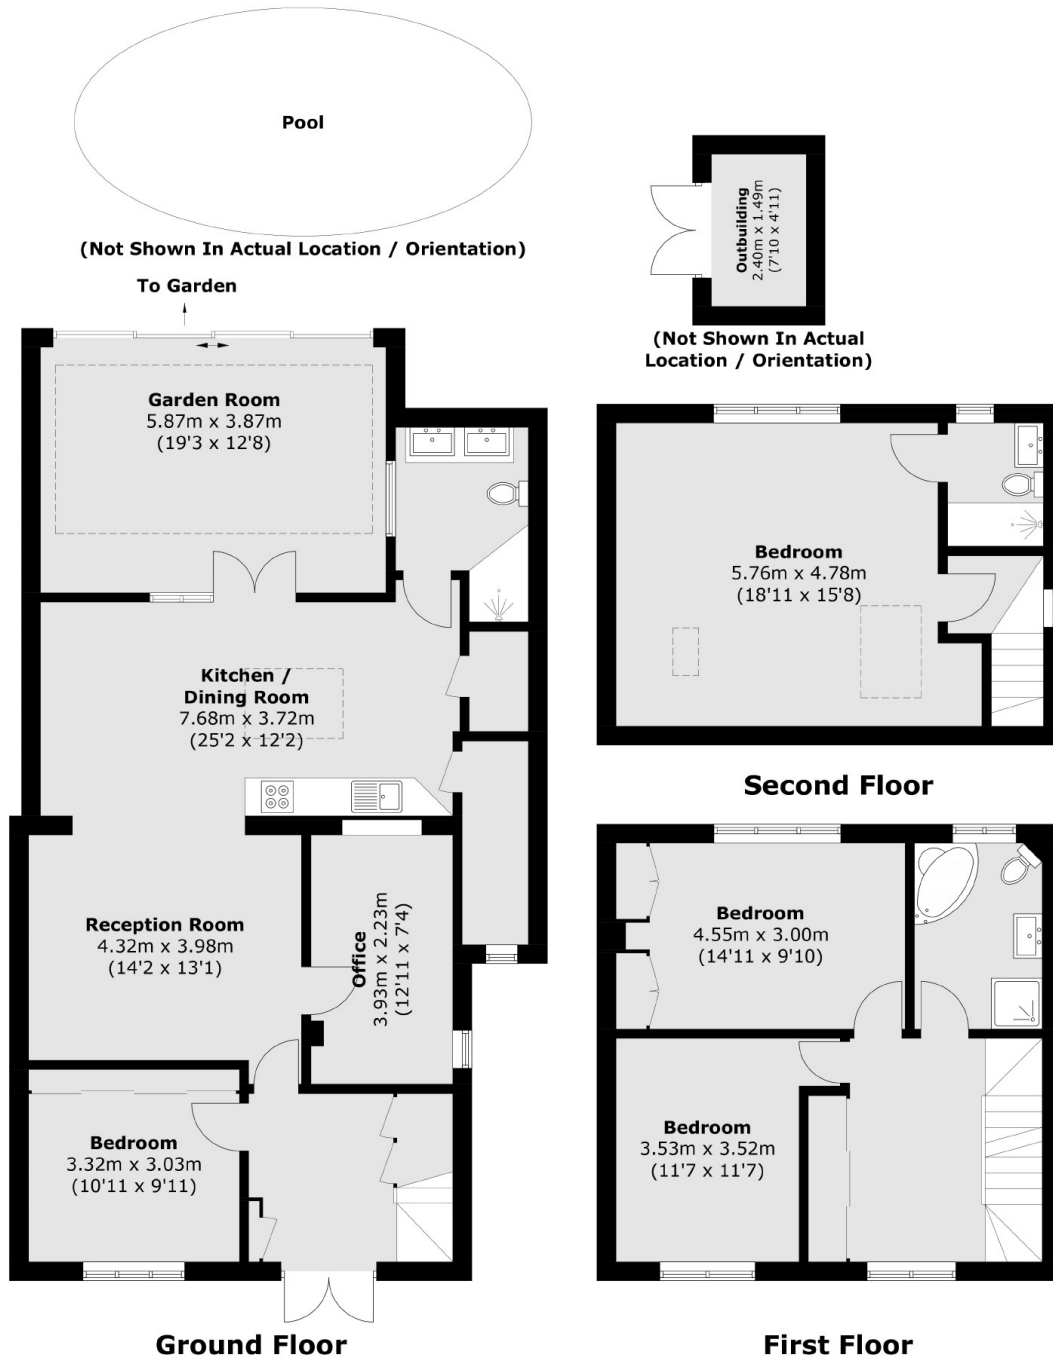 Pool
(Not Shown In Actual Location / Orientation)
To Garden
Garden Room
5.87m x 3.87m
(19'3 x 12'8)
Kitchen /
Dining Room
7.68m x 3.72m
(25'2 x 12'2)
Reception Room
4.32m x 3.98m
(14'2 x 13'1)
Office
3.93m x 2.23m
(12'11 x 7'4)
Bedroom
3.32m x 3.03m
(10'11 x 9'11)
Ground Floor
Outbuilding
2.40m x 1.49m
(7'10 x 4'11)
(Not Shown In Actual
Location / Orientation)
Bedroom
5.76m x 4.78m
(18'11 x 15'8)
Second Floor
Bedroom
4.55m x 3.00m
(14'11 x 9'10)
Bedroom
3.53m x 3.52m
(11'7 x 11'7)
First Floor